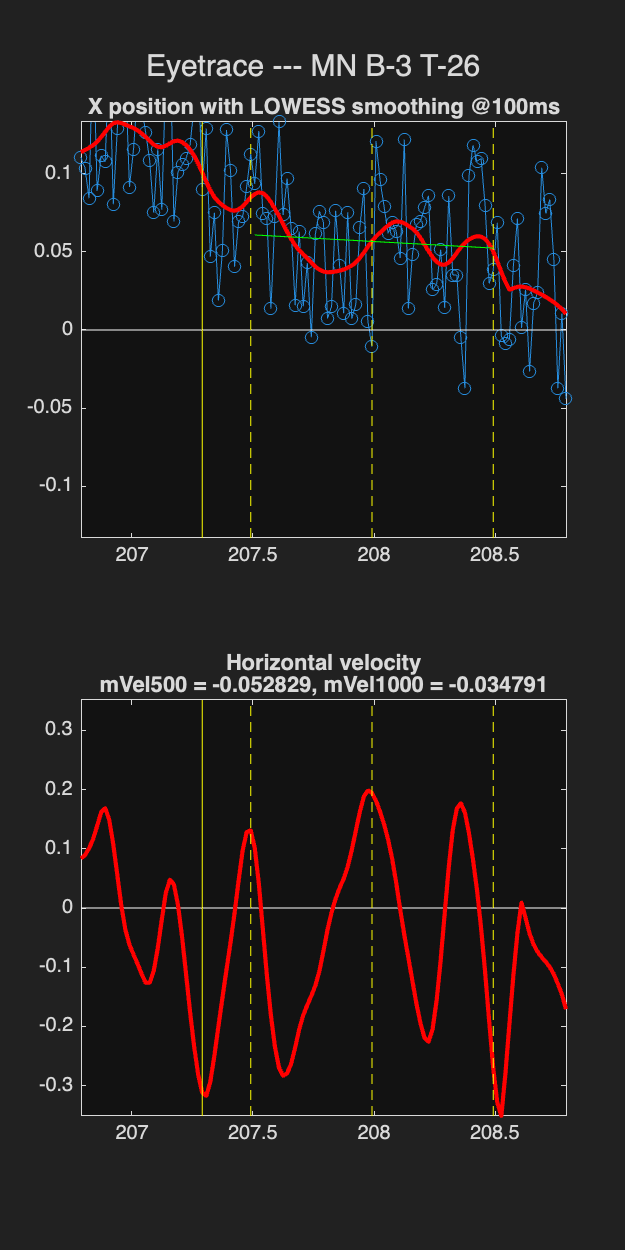 Eyetrace --- MN B-3 T-26
X position with LOWESS smoothing @100ms
0.1
0.05
0
-0.05
-0.1
207 207.5 208 208.5
Horizontal velocity
mVel500 = -0.052829, mVel1000 = -0.034791
0.3
0.2
0.1
0
-0.1
-0.2
-0.3
207 207.5 208 208.5